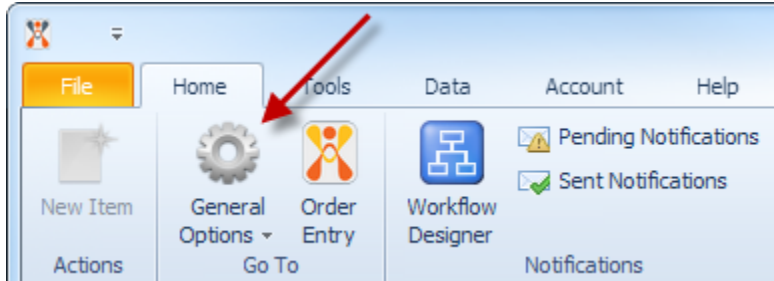 File Home Tools Data Account Help
New Item
General Options
Order Entry
Workflow Designer
Pending Notifications
Sent Notifications
Actions Go To Notifications